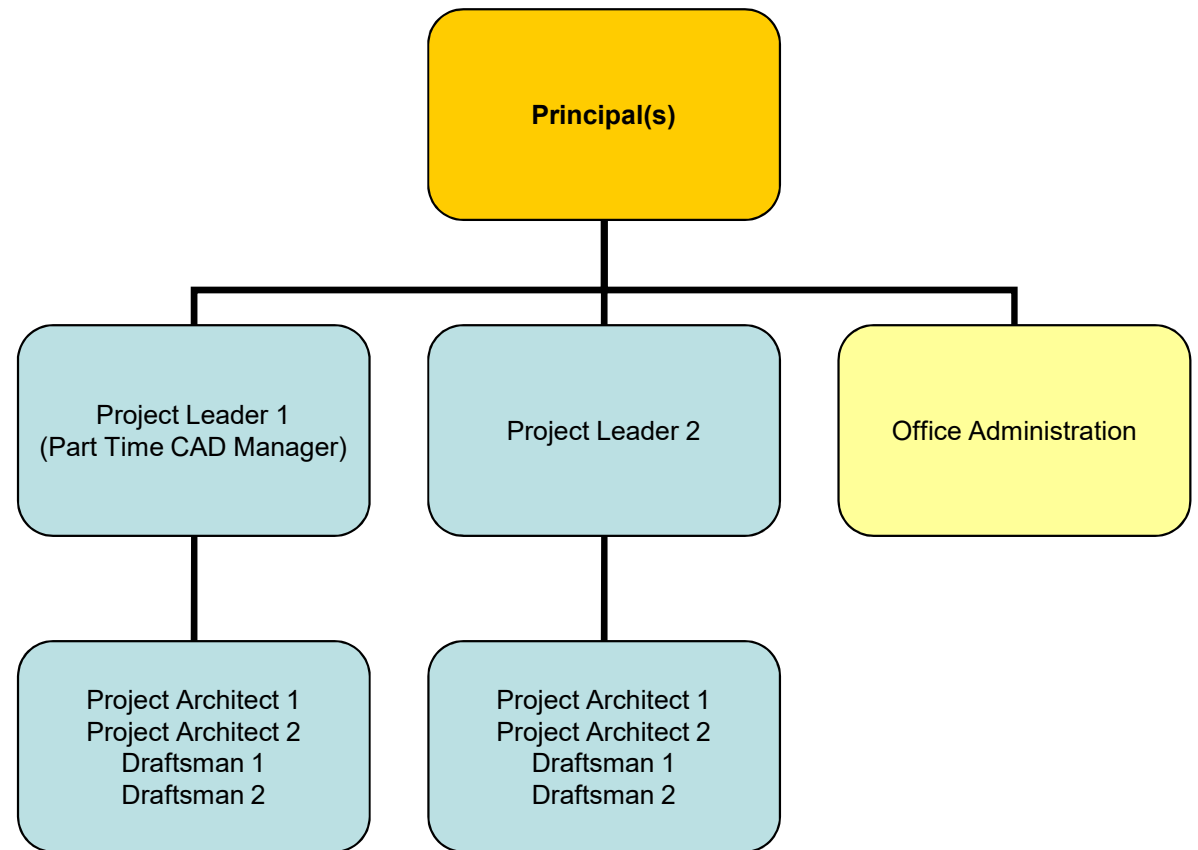 Principal(s)
Project Leader 1
(Part Time CAD Manager)
Project Leader 2
Office Administration
Project Architect 1
Project Architect 2
Draftsman 1
Draftsman 2
Project Architect 1
Project Architect 2
Draftsman 1
Draftsman 2